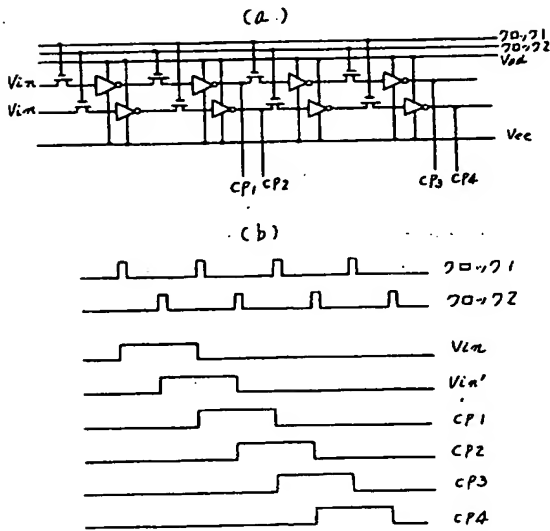 (a)
クロック1
クロック2
Vdd
Vin
Vin
Vcc
CP1 CP2
CP3 CP4
(b)
クロック1
クロック2
Vin
Vin'
CP1
CP2
CP3
CP4